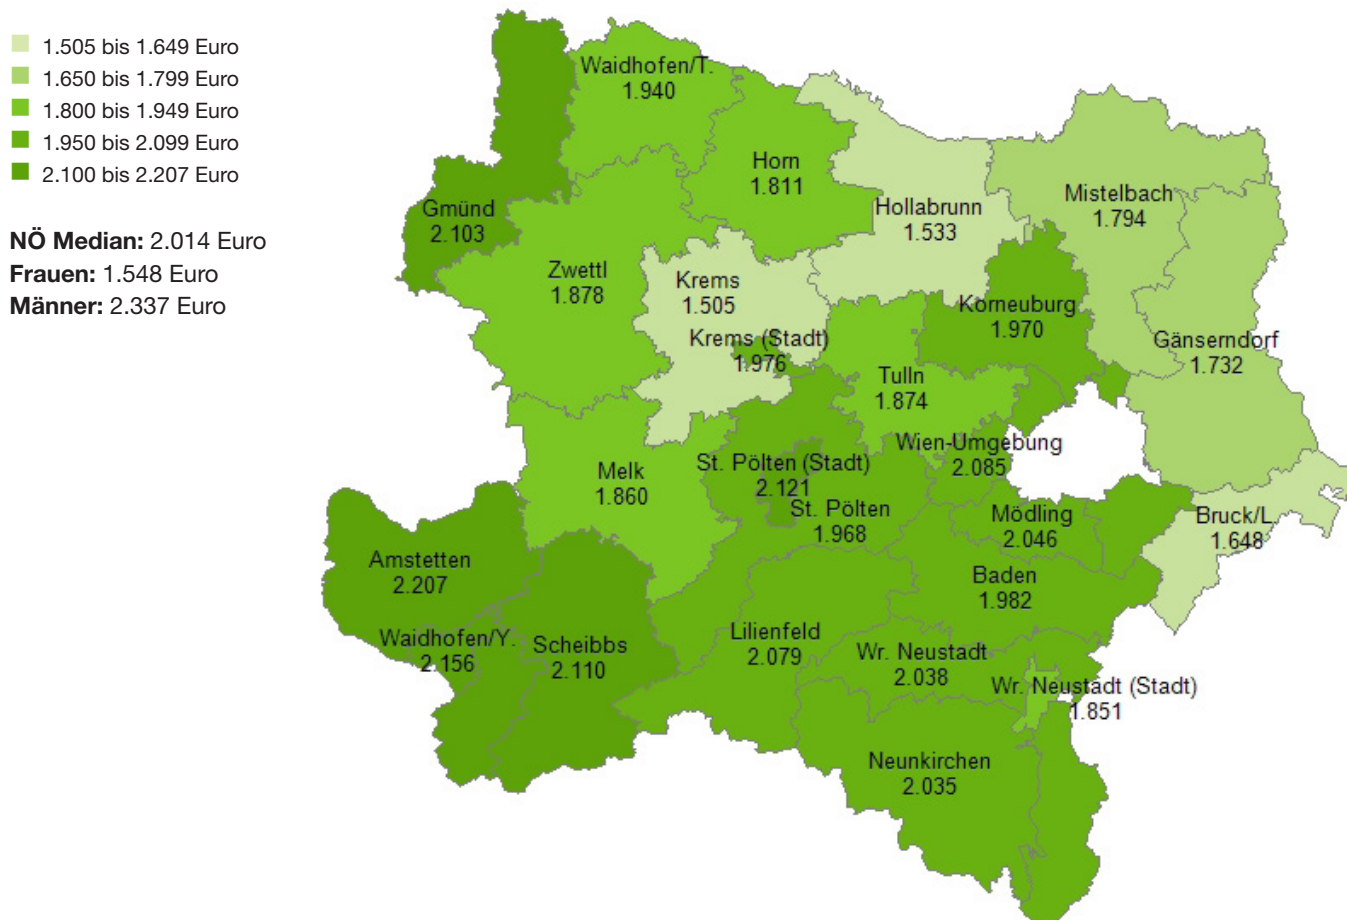 1.505 bis 1.649 Euro
1.650 bis 1.799 Euro
1.800 bis 1.949 Euro
1.950 bis 2.099 Euro
2.100 bis 2.207 Euro
NÖ Median: 2.014 Euro
Frauen: 1.548 Euro
Männer: 2.337 Euro
Waidhofen/T.
1.940
Horn
1.811
Hollabrunn
1.533
Mistelbach
1.794
Gmünd
2.103
Zwettl
1.878
Krems
1.505
Krems (Stadt)
1.976
Korneuburg
1.970
Gänserndorf
1.732
Tulln
1.874
Wien-Umgebung
2.085
Melk
1.860
St. Pölten (Stadt)
2.121
St. Pölten
1.968
Mödling
2.046
Bruck/L.
1.648
Amstetten
2.207
Baden
1.982
Waidhofen/Y.
2.156
Scheibbs
2.110
Lilienfeld
2.079
Wr. Neustadt
2.038
Wr. Neustadt (Stadt)
1.851
Neunkirchen
2.035